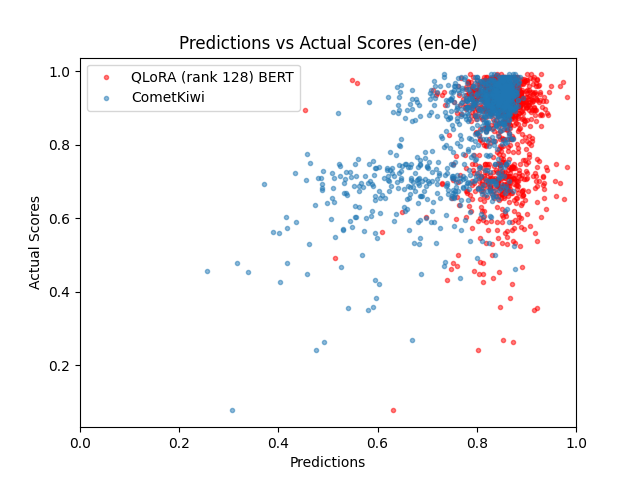 Predictions vs Actual Scores (en-de)
QLoRA (rank 128) BERT
CometKiwi
Actual Scores
1.0
0.8
0.6
0.4
0.2
0.0
0.2
0.4
0.6
0.8
1.0
Predictions